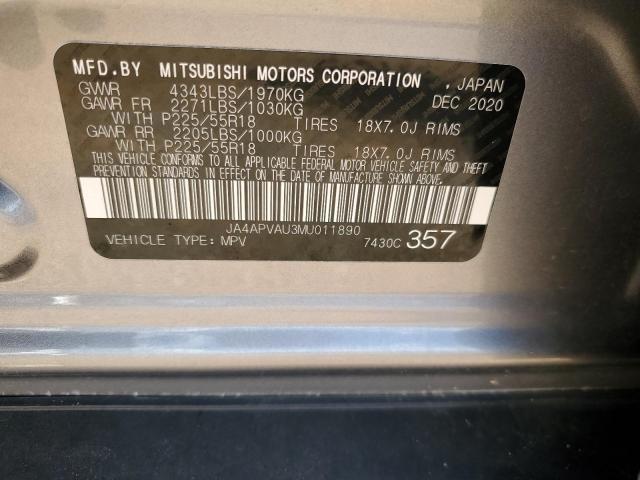 MFD.BY MITSUBISHI MOTORS CORPORATION , JAPAN
GVWR 4343LBS/1970KG DEC 2020
GAWR FR 2271LBS/1030KG
WITH P225/55R18 TIRES 18X7.0J RIMS
GAWR RR 2205LBS/1000KG
WITH P225/55R18 TIRES 18X7.0J RIMS
THIS VEHICLE CONFORMS TO ALL APPLICABLE FEDERAL MOTOR VEHICLE SAFETY AND THEFT
PREVENTION STANDARDS IN EFFECT ON THE DATE OF MANUFACTURE SHOWN ABOVE.
JA4APVAU3MU011890
VEHICLE TYPE: MPV 7430C 357